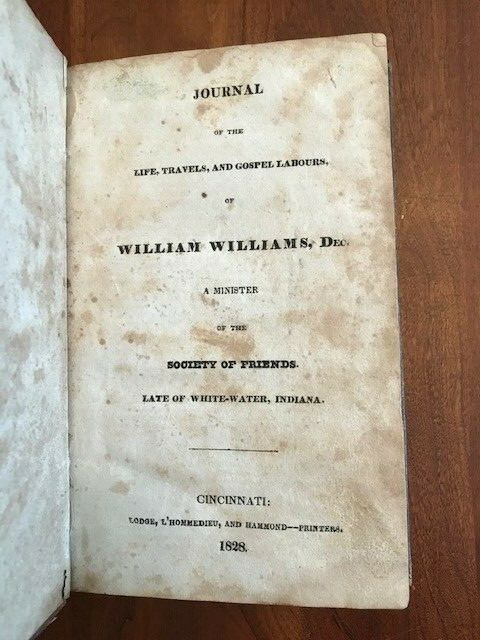 JOURNAL
OF THE
LIFE, TRAVELS, AND GOSPEL LABOURS,
OF
WILLIAM WILLIAMS, Dec.
A MINISTER
OF THE
SOCIETY OF FRIENDS.
LATE OF WHITE-WATER, INDIANA.
CINCINNATI:
LODGE, L'HOMMEDIEU, AND HAMMOND—PRINTERS.
1828.